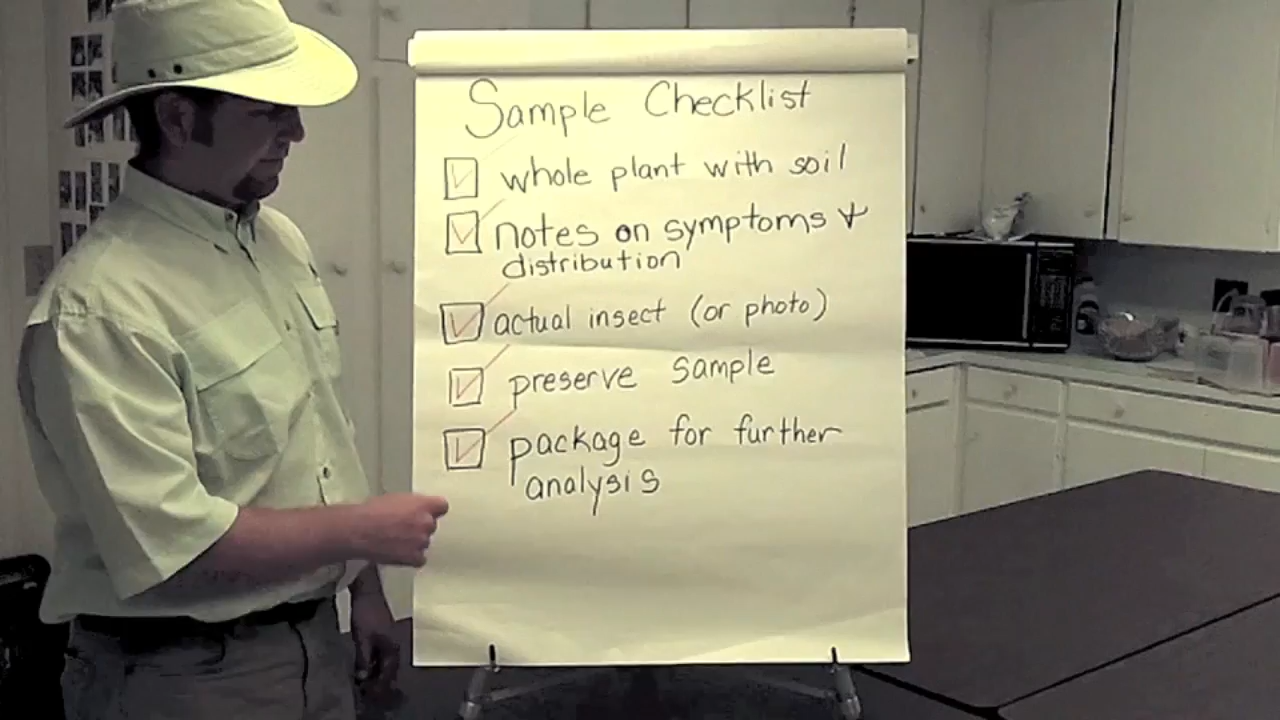 Sample Checklist
whole plant with soil
notes on symptoms &
distribution
actual insect (or photo)
preserve sample
package for further
analysis